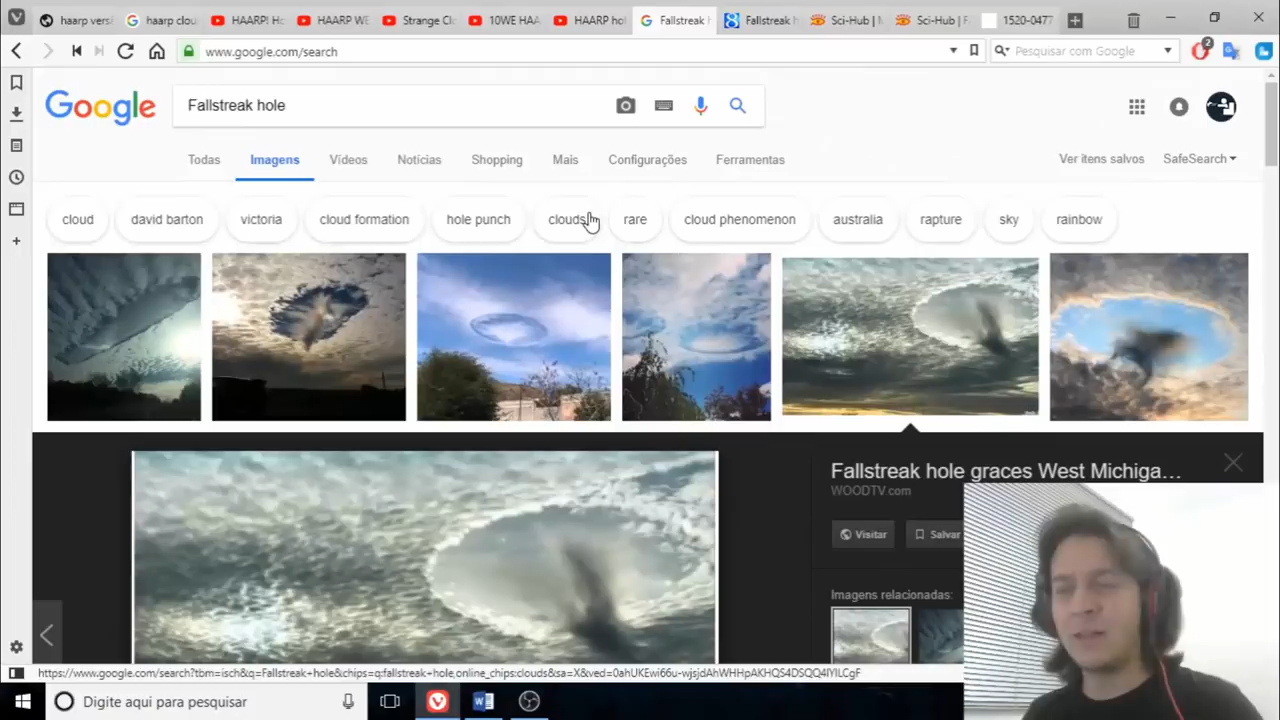 haarp vers
haarp clou
HAARP! H
HAARP WE
Strange Cl
10WE HAA
HAARP hol
Fallstreak h
Fallstreak h
Sci-Hub | M
Sci-Hub | F
1520-0477
www.google.com/search
Pesquisar com Google
2
Google
Fallstreak hole
Todas
Imagens
Vídeos
Notícias
Shopping
Mais
Configurações
Ferramentas
Ver itens salvos
SafeSearch
cloud
david barton
victoria
cloud formation
hole punch
clouds
rare
cloud phenomenon
australia
rapture
sky
rainbow
Fallstreak hole graces West Michiga...
WOODTV.com
Visitar
Salvar
Imagens relacionadas:
Digite aqui para pesquisar